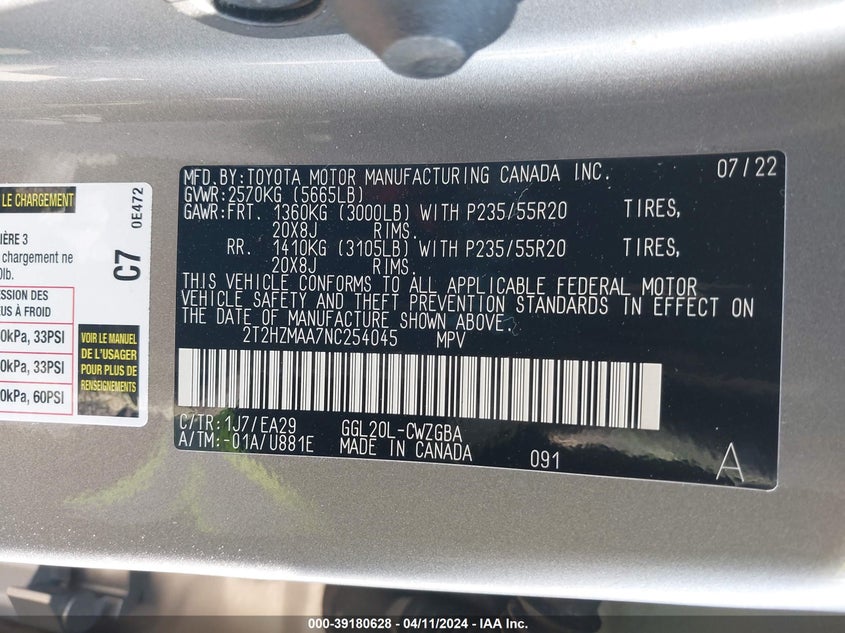 LE CHARGEMENT
IÈRE 3
chargement ne
0lb.
ESSION DES
EUS À FROID
0kPa, 33PSI
0kPa, 33PSI
0kPa, 60PSI
C7
0E472
VOIR LE MANUEL
DE L'USAGER
POUR PLUS DE
RENSEIGNEMENTS
MFD.BY:TOYOTA MOTOR MANUFACTURING CANADA INC. 07/22
GVWR:2570KG (5665LB)
GAWR:FRT. 1360KG (3000LB) WITH P235/55R20 TIRES,
20X8J RIMS.
RR. 1410KG (3105LB) WITH P235/55R20 TIRES,
20X8J RIMS.
THIS VEHICLE CONFORMS TO ALL APPLICABLE FEDERAL MOTOR
VEHICLE SAFETY AND THEFT PREVENTION STANDARDS IN EFFECT ON
THE DATE OF MANUFACTURE SHOWN ABOVE.
2T2HZMAA7NC254045 MPV
C/TR:1J7/EA29 GGL20L-CWZGBA
A/TM:-01A/U881E MADE IN CANADA 091 A
000-39180628 - 04/11/2024 - IAA Inc.